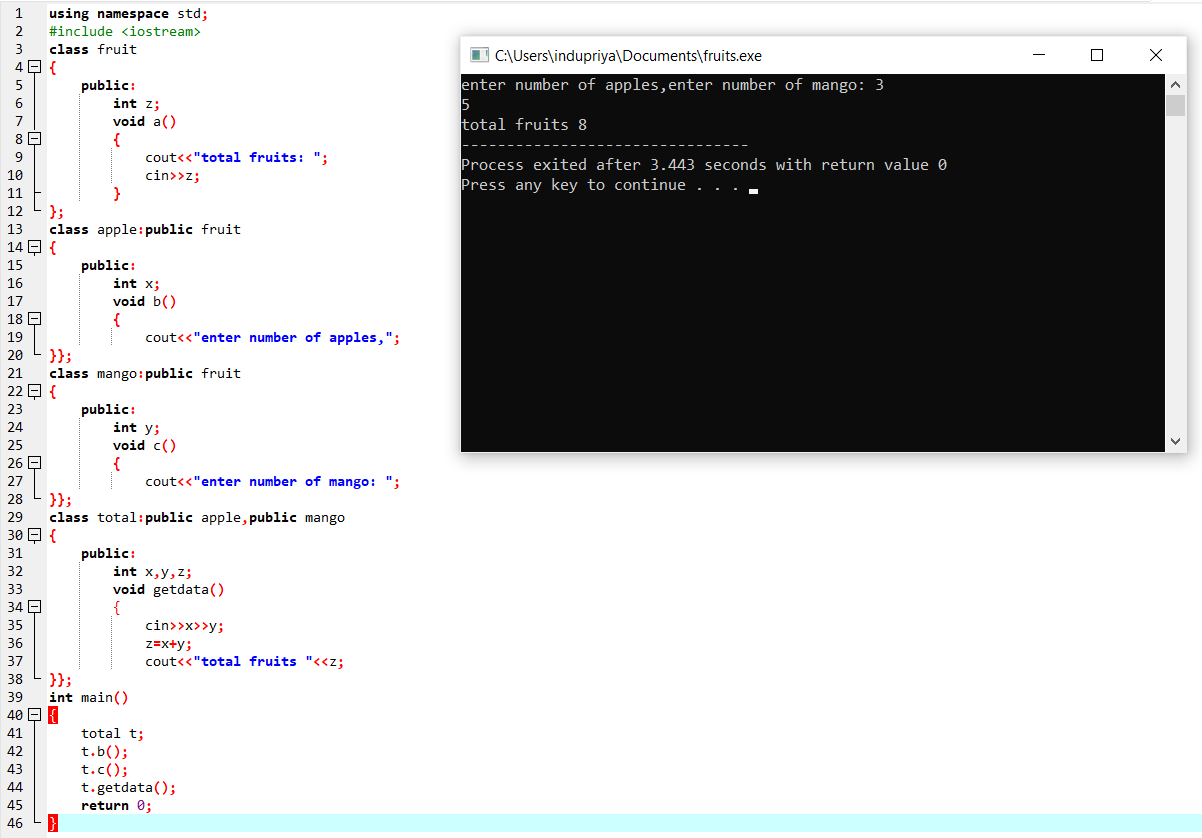 1 using namespace std;
2 #include <iostream>
3 class fruit
4 {
5 public:
6 int z;
7 void a()
8 {
9 cout<<"total fruits: ";
10 cin>>z;
11 }
12 };
13 class apple:public fruit
14 {
15 public:
16 int x;
17 void b()
18 {
19 cout<<"enter number of apples,";
20 }};
21 class mango:public fruit
22 {
23 public:
24 int y;
25 void c()
26 {
27 cout<<"enter number of mango: ";
28 }};
29 class total:public apple,public mango
30 {
31 public:
32 int x,y,z;
33 void getdata()
34 {
35 cin>>x>>y;
36 z=x+y;
37 cout<<"total fruits "<<z;
38 }};
39 int main()
40 {
41 total t;
42 t.b();
43 t.c();
44 t.getdata();
45 return 0;
46 }
C:\Users\indupriya\Documents\fruits.exe
enter number of apples,enter number of mango: 3
5
total fruits 8
--------------------------------
Process exited after 3.443 seconds with return value 0
Press any key to continue . . .